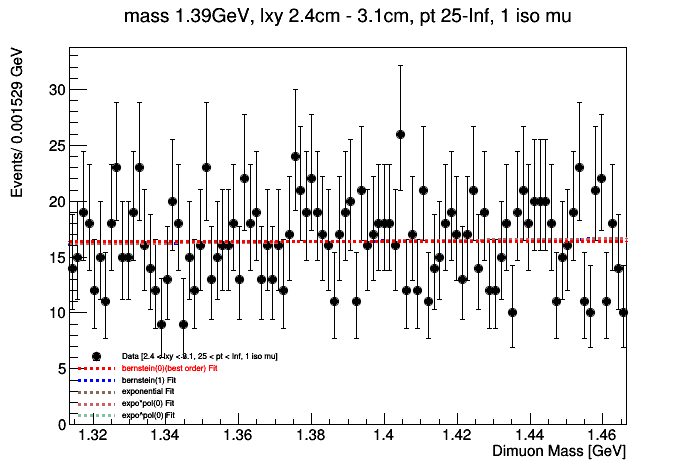 mass 1.39GeV, lxy 2.4cm - 3.1cm, pt 25-Inf, 1 iso mu
Events/ 0.001529 GeV
30
25
20
15
10
5
0
Data [2.4 < lxy < 3.1, 25 < pt < Inf, 1 iso mu]
bernstein(0)(best order) Fit
bernstein(1) Fit
exponential Fit
expo*pol(0) Fit
expo^pol(0) Fit
1.32 1.34 1.36 1.38 1.4 1.42 1.44 1.46
Dimuon Mass [GeV]